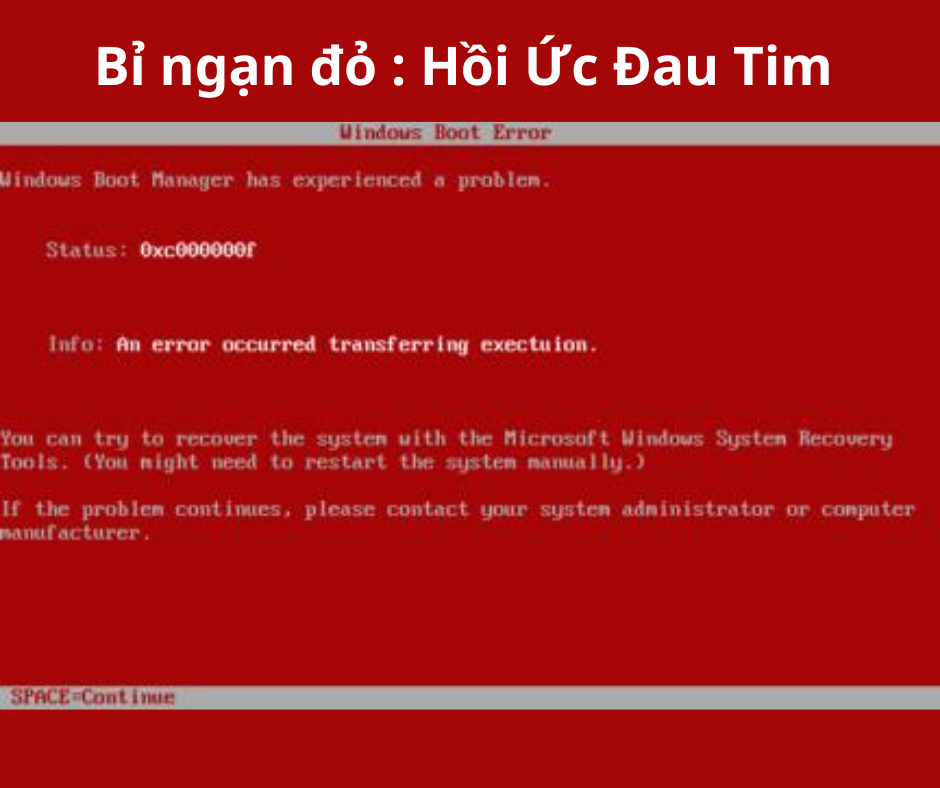 Bỉ ngạn đỏ : Hồi Ức Đau Tim
Windows Boot Error
Windows Boot Manager has experienced a problem.
Status: 0xc000000f
Info: An error occurred transferring exectuion.
You can try to recover the system with the Microsoft Windows System Recovery
Tools. (You might need to restart the system manually.)
If the problem continues, please contact your system administrator or computer
manufacturer.
SPACE=Continue